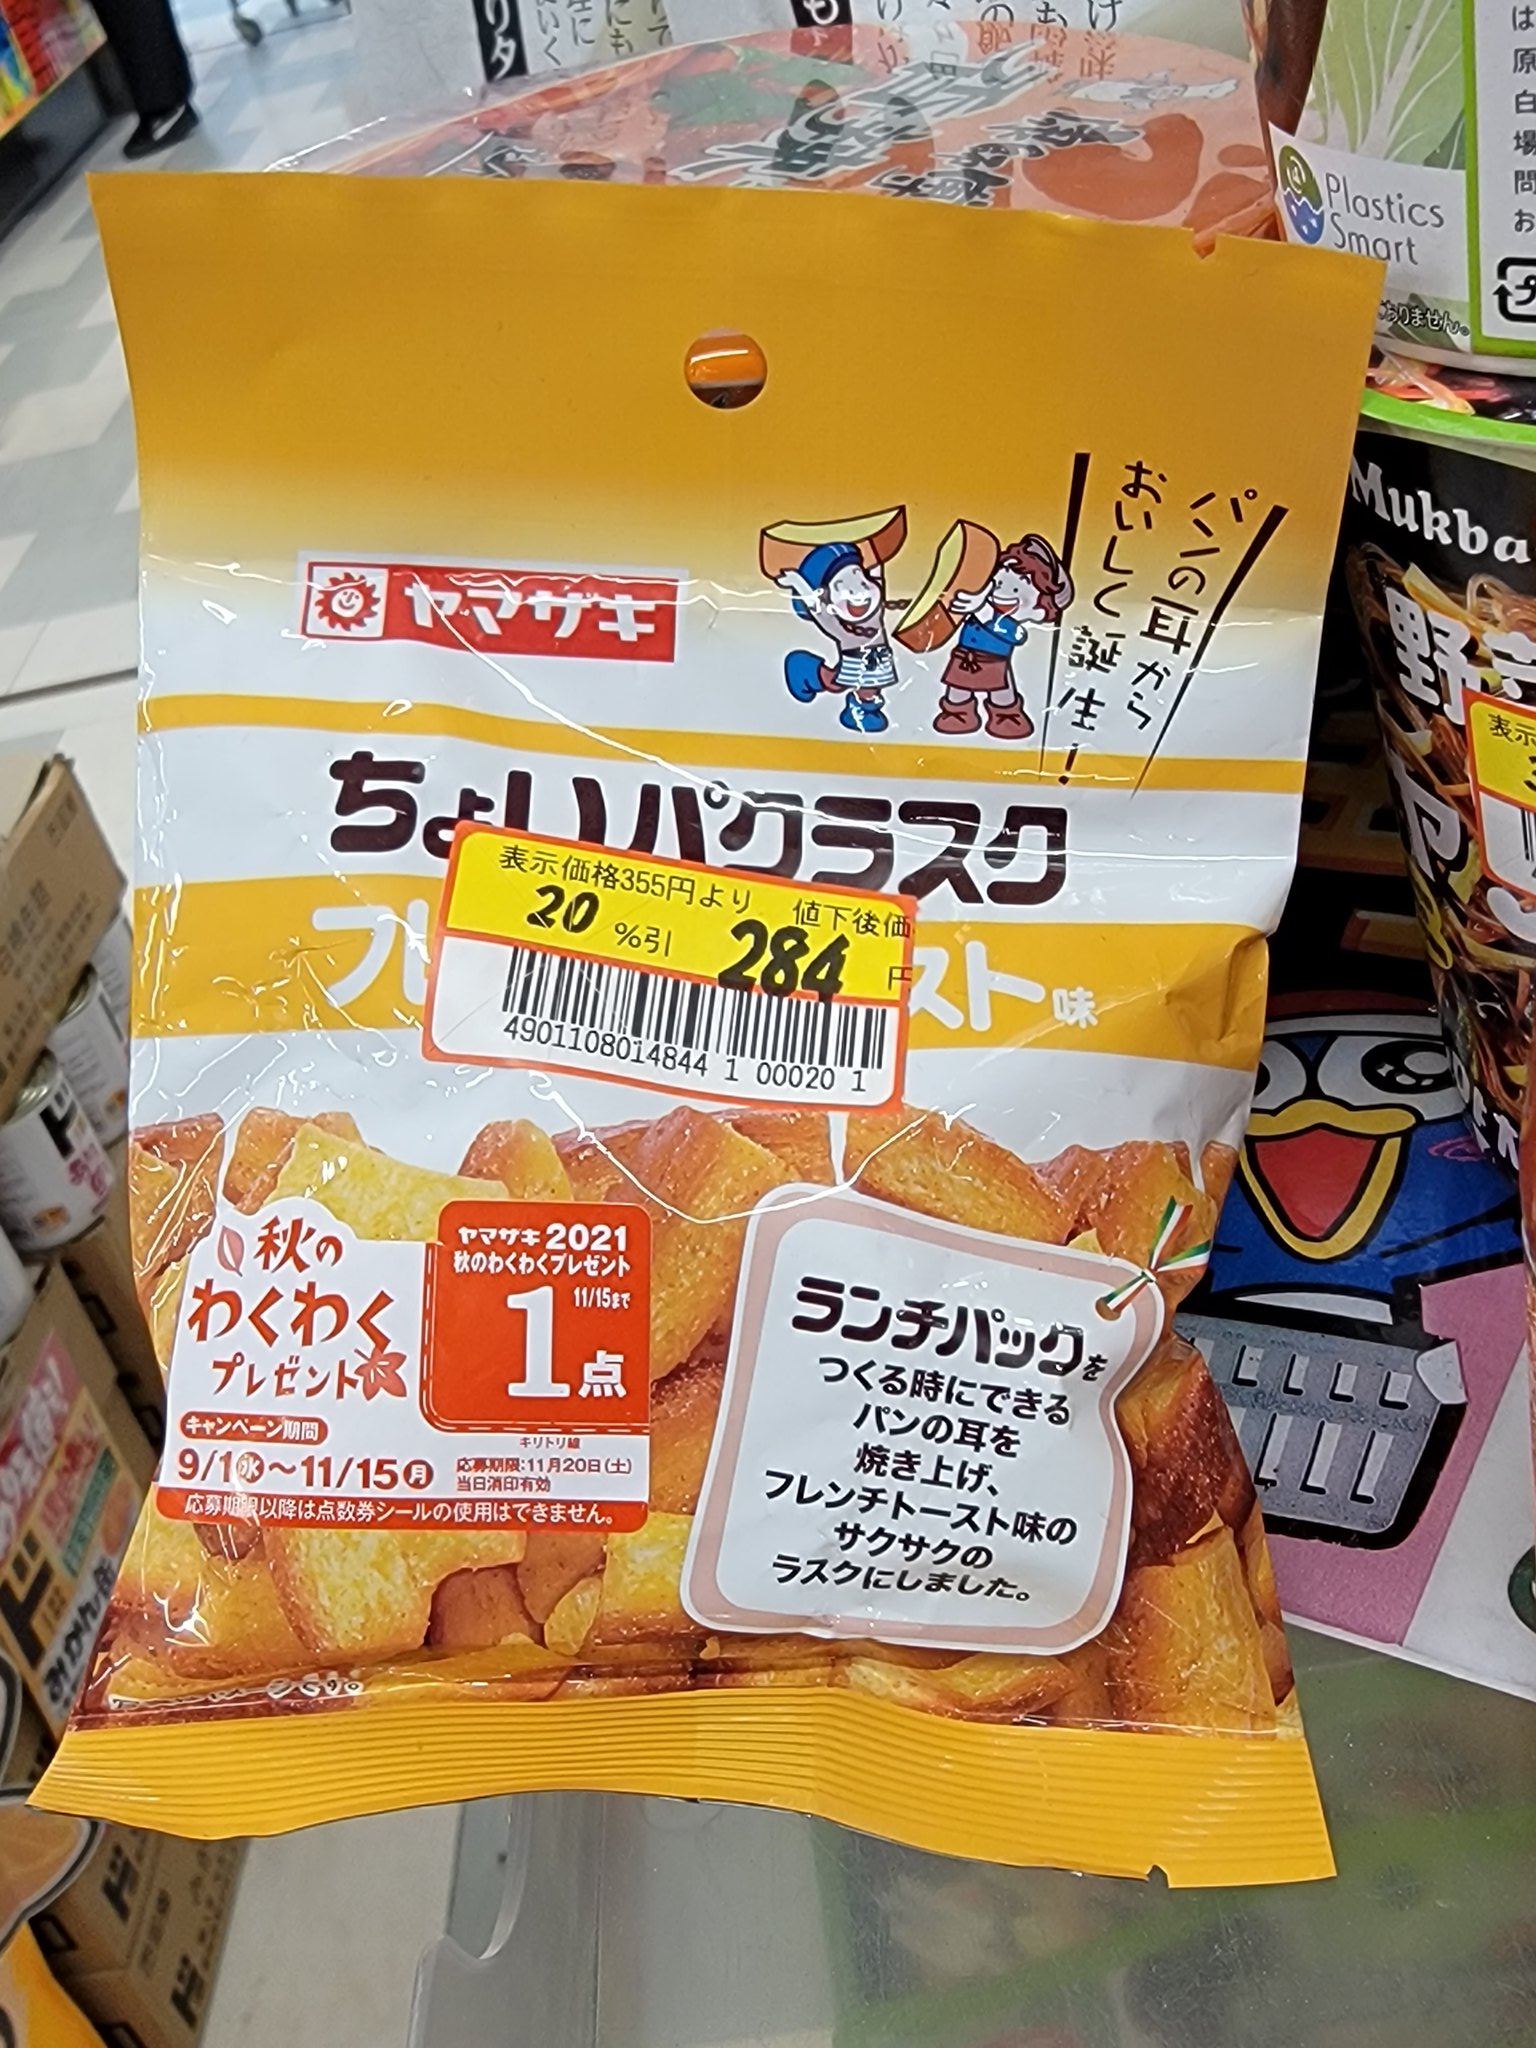 Plastics
Smart
ありません。
Mukba
パンの耳から
おいしく誕生!
ヤマザキ
ちょいパクラスク
表示価格355円より 値下後価
20 %引 284 円
スト味
4901108014844 1 00020 1
秋の
わくわく
プレゼント
キャンペーン期間
9/1(水)〜11/15(月)
ヤマザキ2021
秋のわくわくプレゼント
11/15まで
1点
キリトリ線
応募期限:11月20日(土)
当日消印有効
応募期限以降は点数券シールの使用はできません。
ランチパックを
つくる時にできる
パンの耳を
焼き上げ、
フレンチトースト味の
サクサクの
ラスクにしました。